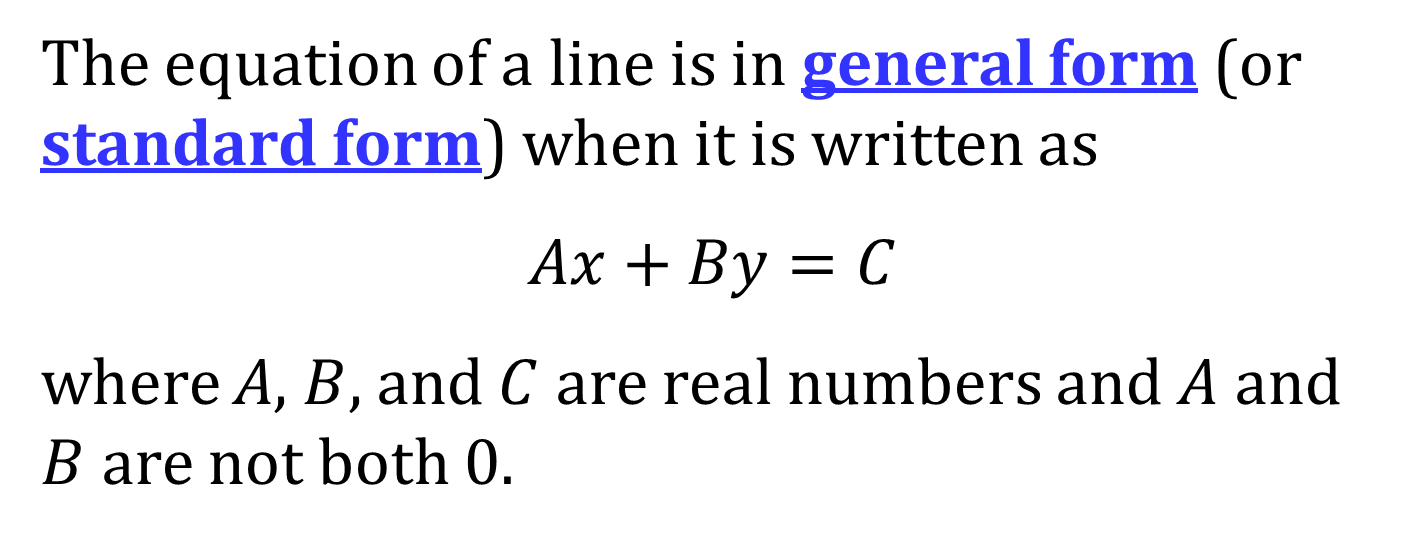 The equation of a line is in general form (or
standard form) when it is written as
Ax + By = C
where A, B, and C are real numbers and A and
B are not both 0.